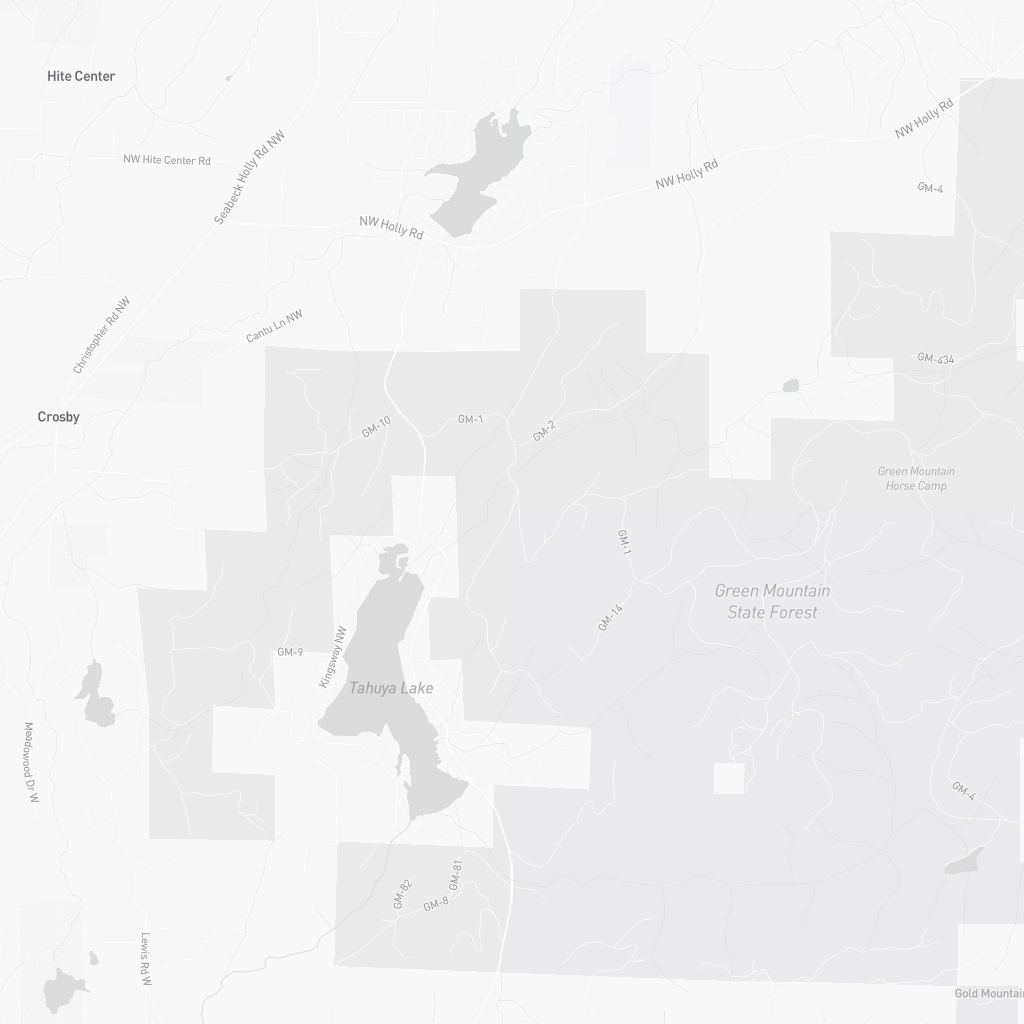 Hite Center
NW Hite Center Rd
Seabeck Holly Rd NW
NW Holly Rd
NW Holly Rd
NW Holly Rd
GM-4
Christopher Rd NW
Cantu Ln NW
GM-434
Crosby
GM-10
GM-1
GM-2
Green Mountain
Horse Camp
GM-1
Green Mountain
State Forest
GM-14
GM-9
Kingsway NW
Tahuya Lake
Meadowood Dr W
GM-4
GM-82
GM-81
GM-8
Lewis Rd W
Gold Mountain